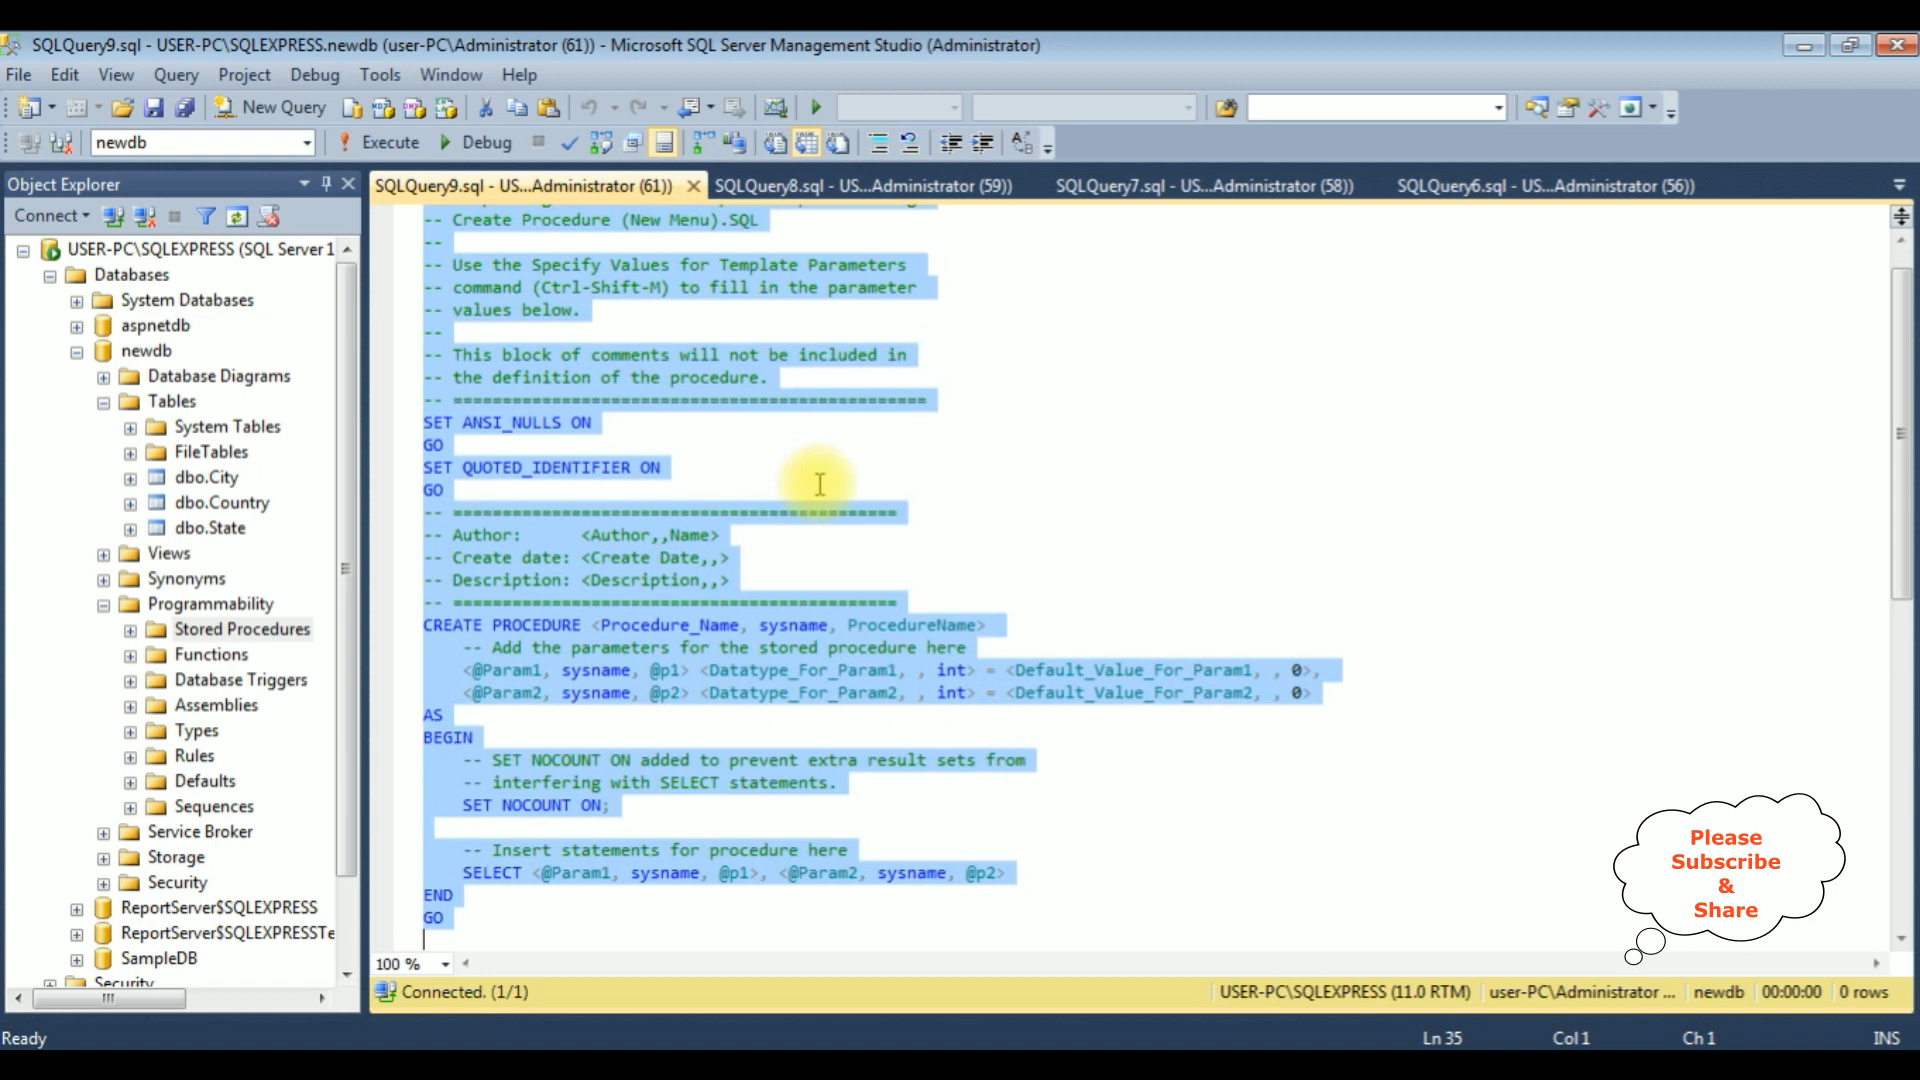 SQLQuery9.sql - USER-PC\SQLEXPRESS.newdb (user-PC\Administrator (61)) - Microsoft SQL Server Management Studio (Administrator)
File Edit View Query Project Debug Tools Window Help
New Query
newdb Execute Debug
Object Explorer
SQLQuery9.sql - US...Administrator (61)) SQLQuery8.sql - US...Administrator (59)) SQLQuery7.sql - US...Administrator (58)) SQLQuery6.sql - US...Administrator (56))
Connect
USER-PC\SQLEXPRESS (SQL Server 1
Databases
System Databases
aspnetdb
newdb
Database Diagrams
Tables
System Tables
FileTables
dbo.City
dbo.Country
dbo.State
Views
Synonyms
Programmability
Stored Procedures
Functions
Database Triggers
Assemblies
Types
Rules
Defaults
Sequences
Service Broker
Storage
Security
ReportServer$SQLEXPRESS
ReportServer$SQLEXPRESSTe
SampleDB
Security
-- Create Procedure (New Menu).SQL
--
-- Use the Specify Values for Template Parameters
-- command (Ctrl-Shift-M) to fill in the parameter
-- values below.
--
-- This block of comments will not be included in
-- the definition of the procedure.
-- ================================================
SET ANSI_NULLS ON
GO
SET QUOTED_IDENTIFIER ON
GO
-- =============================================
-- Author: <Author,,Name>
-- Create date: <Create Date,,>
-- Description: <Description,,>
-- =============================================
CREATE PROCEDURE <Procedure_Name, sysname, ProcedureName>
-- Add the parameters for the stored procedure here
<@Param1, sysname, @p1> <Datatype_For_Param1, , int> = <Default_Value_For_Param1, , 0>,
<@Param2, sysname, @p2> <Datatype_For_Param2, , int> = <Default_Value_For_Param2, , 0>
AS
BEGIN
-- SET NOCOUNT ON added to prevent extra result sets from
-- interfering with SELECT statements.
SET NOCOUNT ON;
-- Insert statements for procedure here
SELECT <@Param1, sysname, @p1>, <@Param2, sysname, @p2>
END
GO
Please
Subscribe
&
Share
100 %
Connected. (1/1) USER-PC\SQLEXPRESS (11.0 RTM) user-PC\Administrator ... newdb 00:00:00 0 rows
Ready Ln 35 Col 1 Ch 1 INS